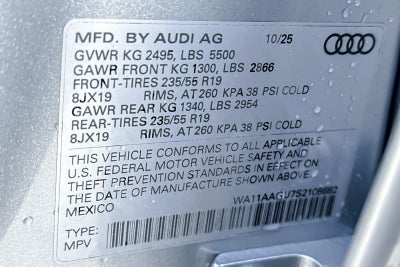 MFD. BY AUDI AG 10/25
GVWR KG 2495, LBS 5500
GAWR FRONT KG 1300, LBS 2866
FRONT-TIRES 235/55 R19
8JX19 RIMS, AT 260 KPA 38 PSI COLD
GAWR REAR KG 1340, LBS 2954
REAR-TIRES 235/55 R19
8JX19 RIMS, AT 260 KPA 38 PSI COLD
THIS VEHICLE CONFORMS TO ALL APPLICABLE
U.S. FEDERAL MOTOR VEHICLE SAFETY AND
THEFT PREVENTION STANDARDS IN EFFECT ON
THE DATE OF MANUFACTURE SHOWN ABOVE.
MEXICO
TYPE:
MPV